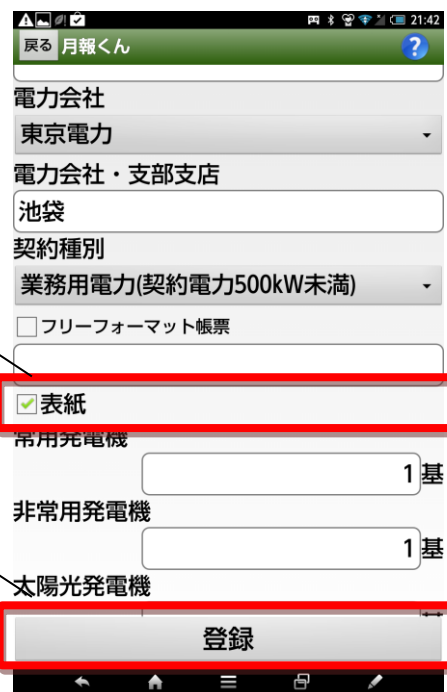 21:42
戻る 月報くん ?
電力会社
東京電力
電力会社・支部支店
池袋
契約種別
業務用電力(契約電力500kW未満)
フリーフォーマット帳票
表紙
常用発電機
1 基
非常用発電機
1 基
太陽光発電機
登録